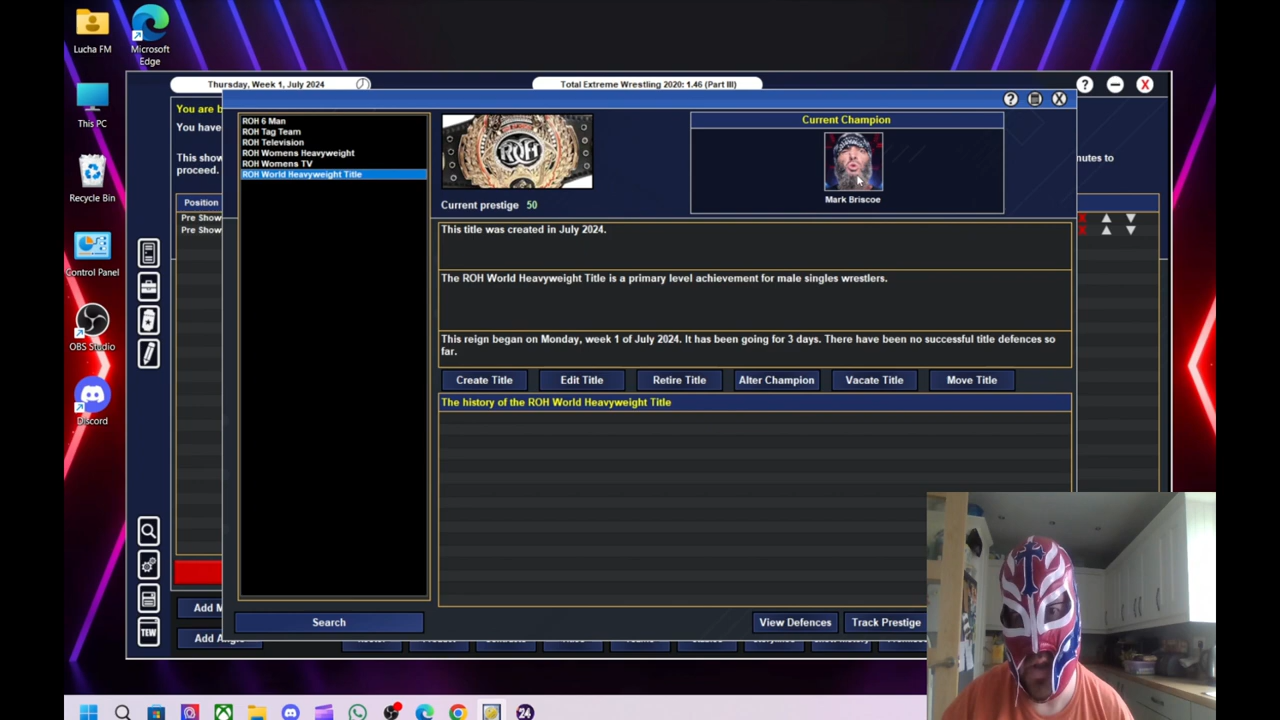 Lucha FM
Microsoft
Edge
This PC
Recycle Bin
Control Panel
OBS Studio
Discord
Thursday, Week 1, July 2024
Total Extreme Wrestling 2020: 1.46 (Part III)
?
X
You are b
You have
This show
proceed.
nutes to
Position
Pre Show
Pre Show
?
X
ROH 6 Man
ROH Tag Team
ROH Television
ROH Womens Heavyweight
ROH Womens TV
ROH World Heavyweight Title
ROH
Current prestige 50
Current Champion
Mark Briscoe
This title was created in July 2024.
The ROH World Heavyweight Title is a primary level achievement for male singles wrestlers.
This reign began on Monday, week 1 of July 2024. It has been going for 3 days. There have been no successful title defences so
far.
Create Title Edit Title Retire Title Alter Champion Vacate Title Move Title
The history of the ROH World Heavyweight Title
Search
View Defences Track Prestige
Add M
Add Angle
TEW
24